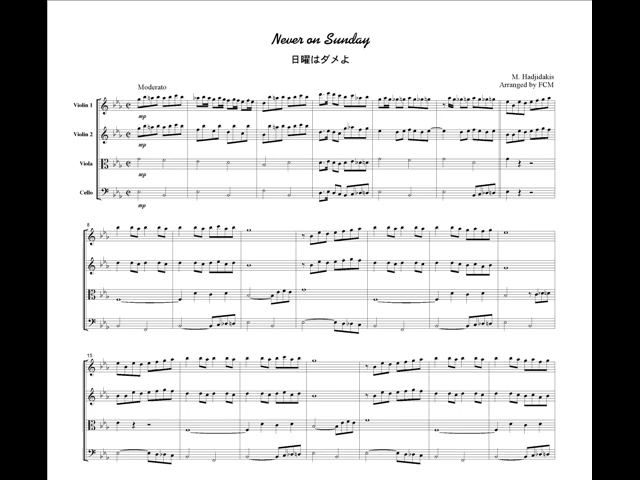 Never on Sunday
日曜はダメよ
M. Hadjidakis
Arranged by FCM
Moderato
Violin 1
mp
Violin 2
mp
Viola
mp
Cello
mp
8
15